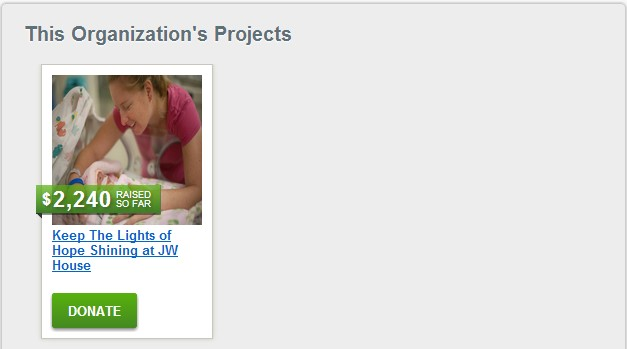 This Organization's Projects
$2,240 RAISED
SO FAR
Keep The Lights of
Hope Shining at JW
House
DONATE